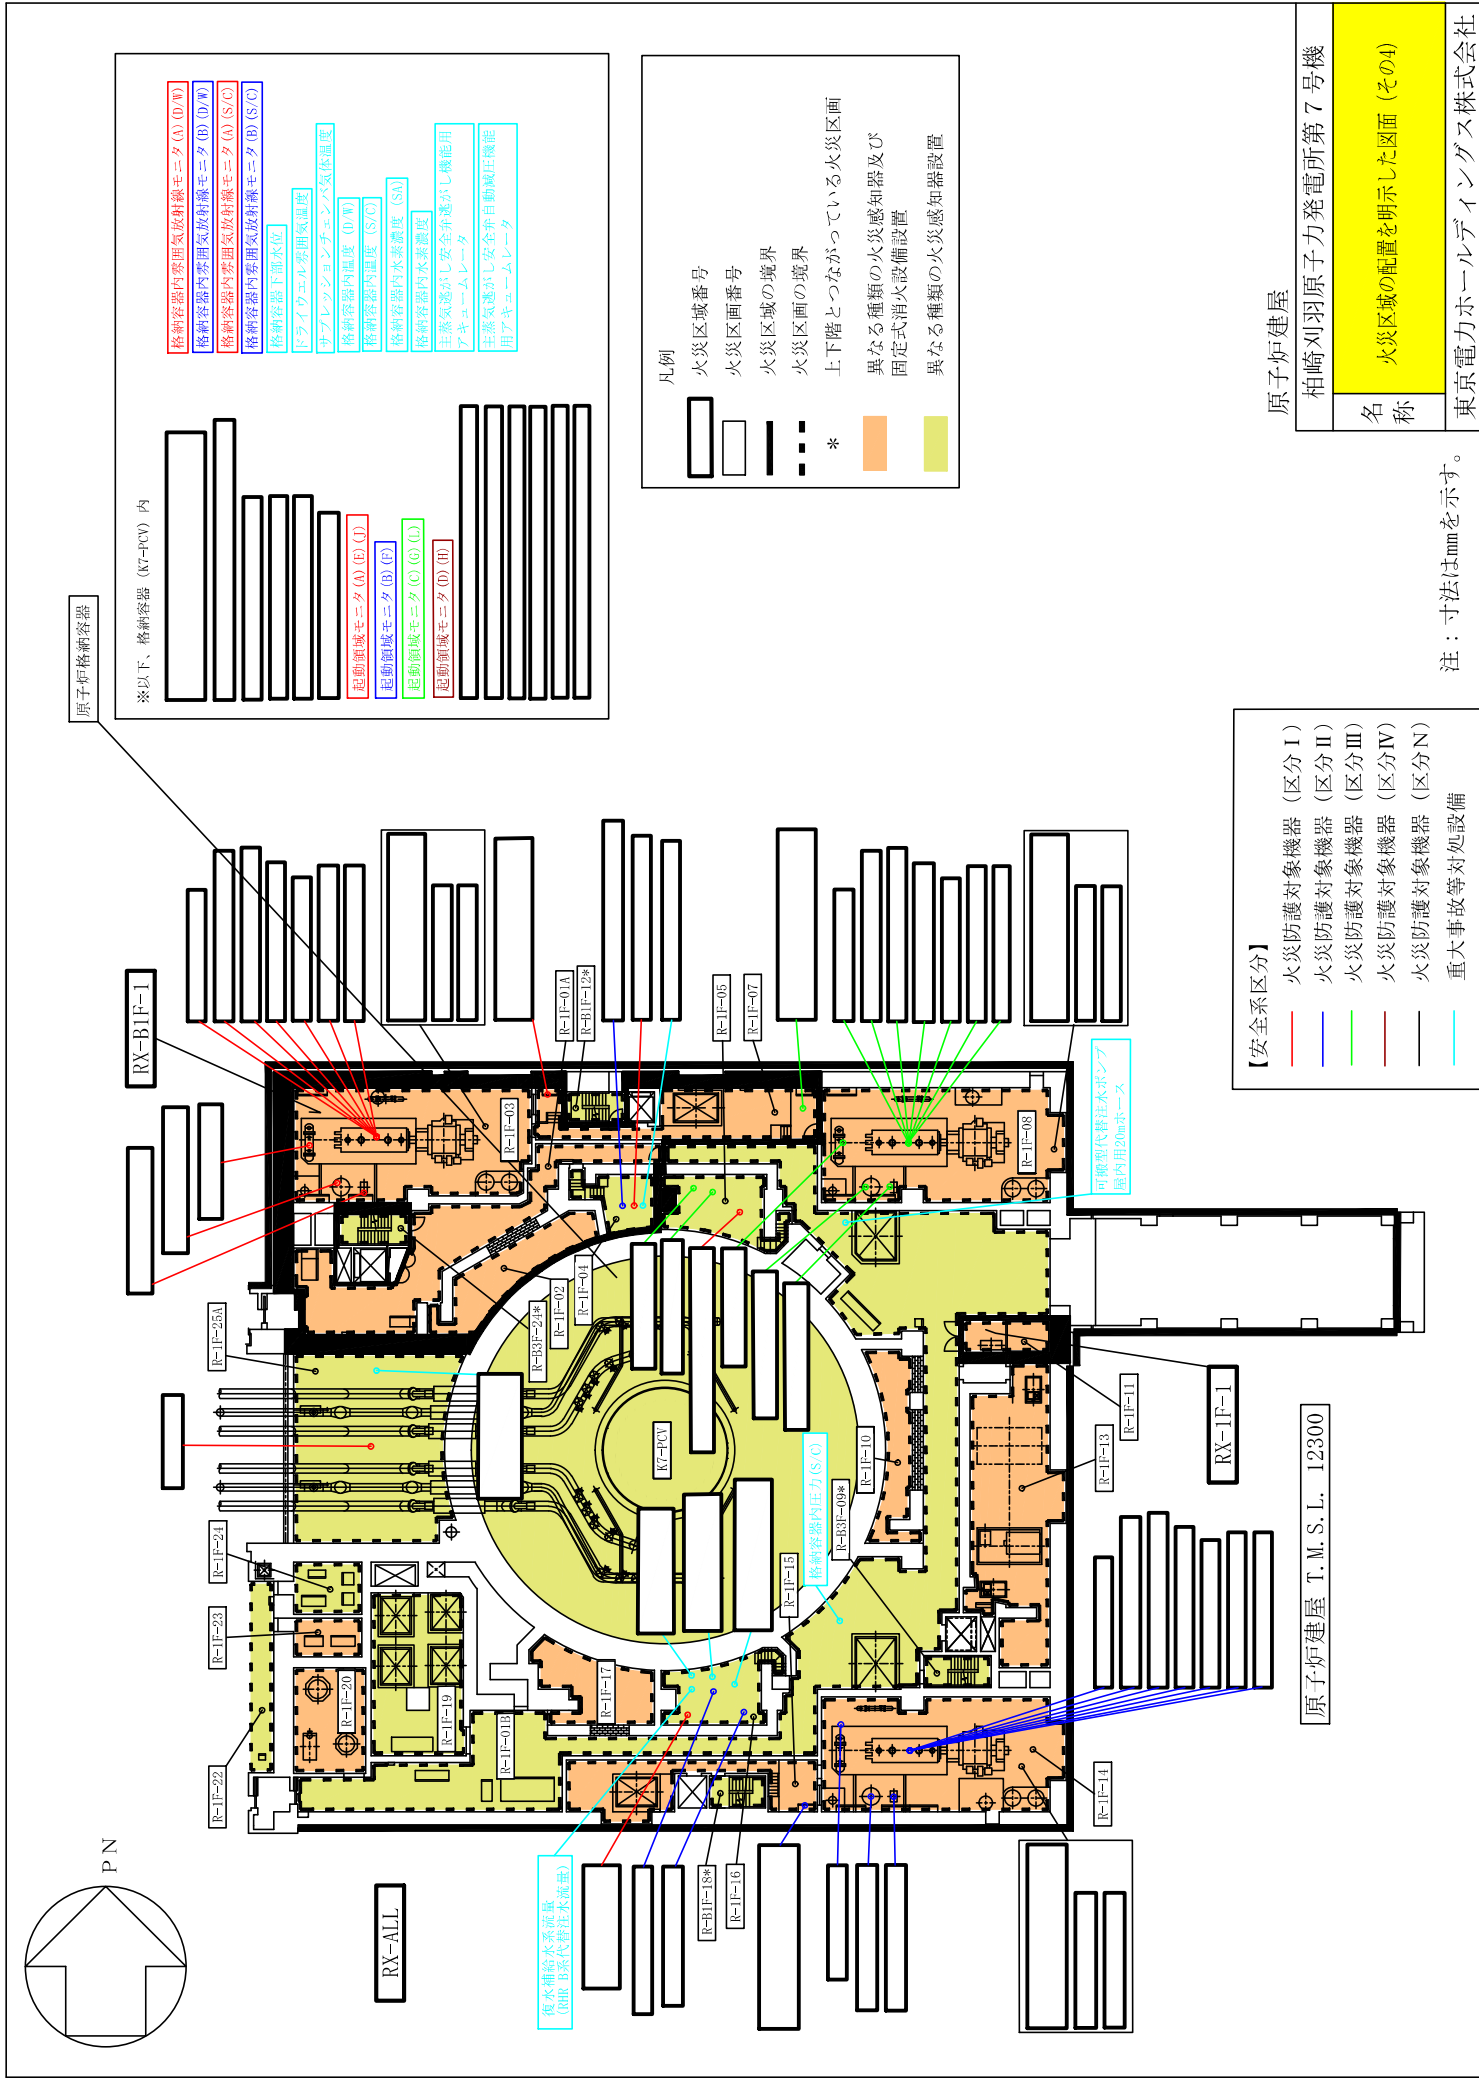 ※以下、格納容器 (K7-PCV) 内
起動領域モニタ(A)(E)(J)
起動領域モニタ(B)(F)
起動領域モニタ(C)(G)(L)
起動領域モニタ(D)(H)
格納容器内雰囲気放射線モニタ(A)(D/W)
格納容器内雰囲気放射線モニタ(B)(D/W)
格納容器内雰囲気放射線モニタ(A)(S/C)
格納容器内雰囲気放射線モニタ(B)(S/C)
格納容器下部水位
ドライウェル雰囲気温度
サプレッションチェンバ気体温度
格納容器内温度 (D/W)
格納容器内温度 (S/C)
格納容器内水素濃度 (SA)
格納容器内水素濃度
主蒸気逃がし安全弁逃がし機能用
アキュームレータ
主蒸気逃がし安全弁自動減圧機能
用アキュームレータ
原子炉格納容器
凡例
火災区域番号
火災区画番号
火災区域の境界
火災区画の境界
* 上下階とつながっている火災区画
異なる種類の火災感知器及び
固定式消火設備設置
異なる種類の火災感知器設置
PN
RX-ALL
RX-B1F-1
RX-1F-1
R-1F-22
R-1F-23
R-1F-24
R-1F-25A
R-1F-20
R-1F-19
R-1F-01B
R-1F-17
R-1F-03
R-1F-01A
R-B1F-12*
R-B3F-24*
R-1F-02
R-1F-04
R-1F-05
R-1F-07
R-1F-08
K7-PCV
R-1F-10
R-1F-11
R-1F-13
R-1F-14
R-1F-15
R-B3F-09*
R-B1F-18*
R-1F-16
格納容器内圧力(S/C)
復水補給水系流量
(RHR B系代替注水流量)
可搬型代替注水ポンプ
屋内用20mホース
原子炉建屋 T.M.S.L. 12300
【安全系区分】
火災防護対象機器 (区分Ⅰ)
火災防護対象機器 (区分Ⅱ)
火災防護対象機器 (区分Ⅲ)
火災防護対象機器 (区分Ⅳ)
火災防護対象機器 (区分N)
重大事故等対処設備
注：寸法はmmを示す。
原子炉建屋
柏崎刈羽原子力発電所第7号機
名称
火災区域の配置を明示した図面 (その4)
東京電力ホールディングス株式会社